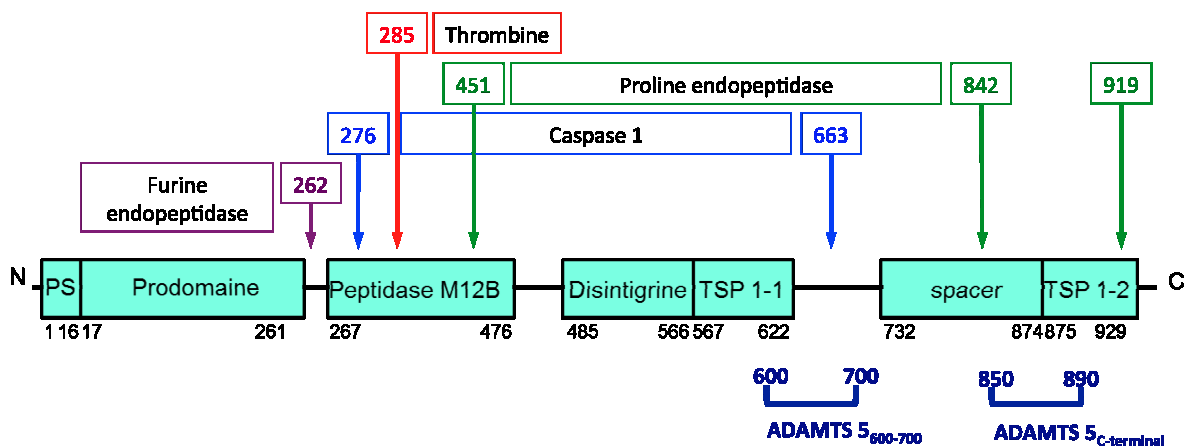 285 Thrombine
451 Proline endopeptidase 842 919
276 Caspase 1 663
Furine
endopeptidase
262
N PS Prodomaine Peptidase M12B Disintigrine TSP 1-1 spacer TSP 1-2 C
1 16 17 261 267 476 485 566 567 622 732 874 875 929
600 700 850 890
ADAMTS 5600-700 ADAMTS 5C-terminal